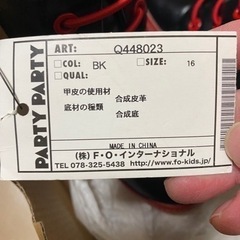 PARTY PARTY
ART: Q448023
COL: BK SIZE: 16
QUAL:
甲皮の使用材 合成皮革
底材の種類 合成底
MADE IN CHINA
(株)F・O・インターナショナル
TEL 078-325-5438 http://www.fo-kids.jp/